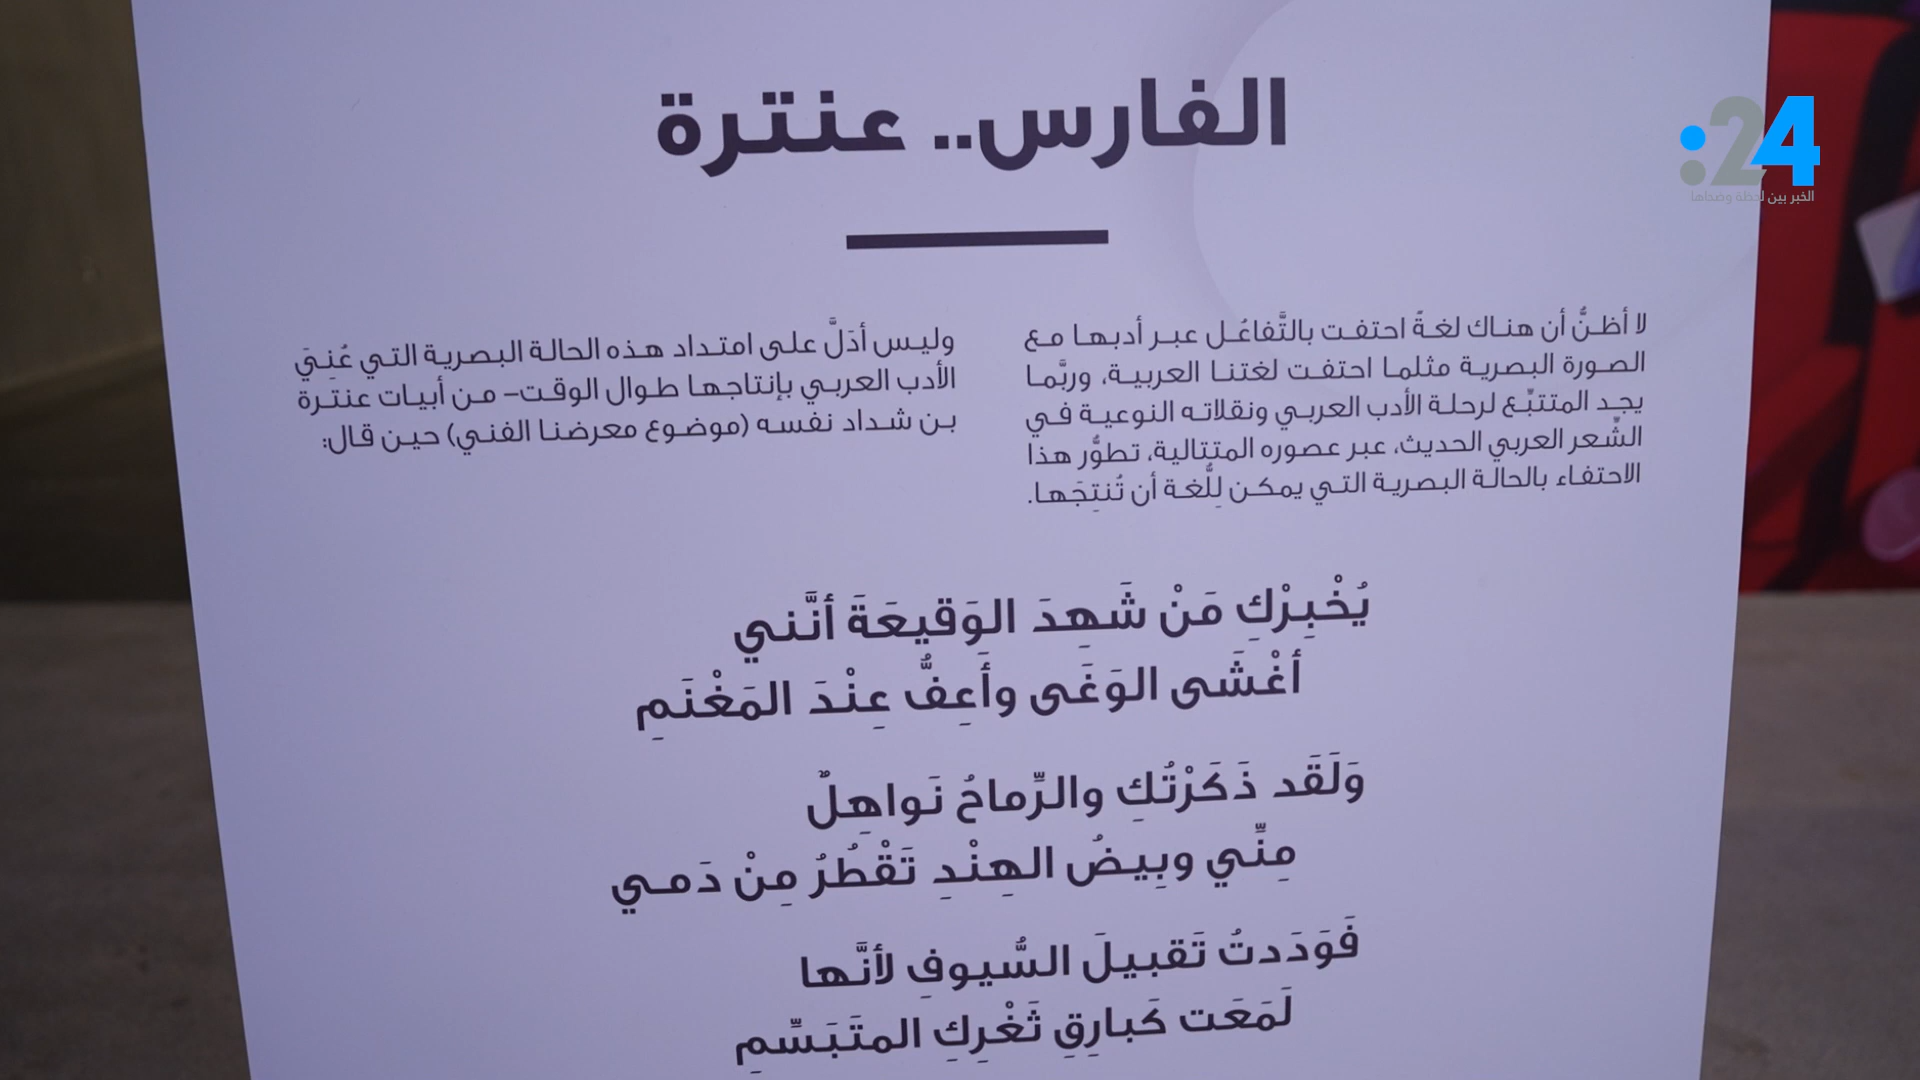 الفارس.. عنترة
لا أظنُّ أن هناك لغةً احتفت بالتَّفاعُل عبر أدبها مع
الصورة البصرية مثلما احتفت لغتنا العربية، وربَّما
يجد المتتبِّع لرحلة الأدب العربي ونقلاته النوعية في
الشِّعر العربي الحديث، عبر عصوره المتتالية، تطوُّر هذا
الاحتفاء بالحالة البصرية التي يمكن لِلُّغة أن تُنتِجَها.
وليس أدَلَّ على امتداد هذه الحالة البصرية التي عُنِيَ
الأدب العربي بإنتاجها طوال الوقت- من أبيات عنترة
بن شداد نفسه (موضوع معرضنا الفني) حين قال:
يُخْبِرْكِ مَنْ شَهِدَ الوَقيعَةَ أنَّني
أغْشَى الوَغَى وأَعِفُّ عِنْدَ المَغْنَمِ
وَلَقَد ذَكَرْتُكِ والرِّماحُ نَواهِلٌ
مِنِّي وبِيضُ الهِنْدِ تَقْطُرُ مِنْ دَمي
فَوَدَدتُ تَقبيلَ السُّيوفِ لأنَّها
لَمَعَت كَبارِقِ ثَغْرِكِ المتَبَسِّمِ
24:
الخبر بين لحظة وضحاها